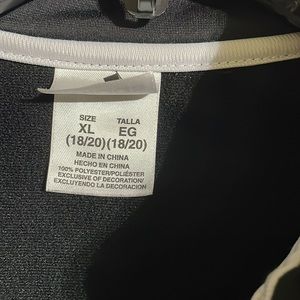 SIZE TALLA
XL EG
(18/20) (18/20)
MADE IN CHINA
HECHO EN CHINA
100% POLYESTER/POLIÉSTER
EXCLUSIVE OF DECORATION/
EXCLUYENDO LA DECORACION